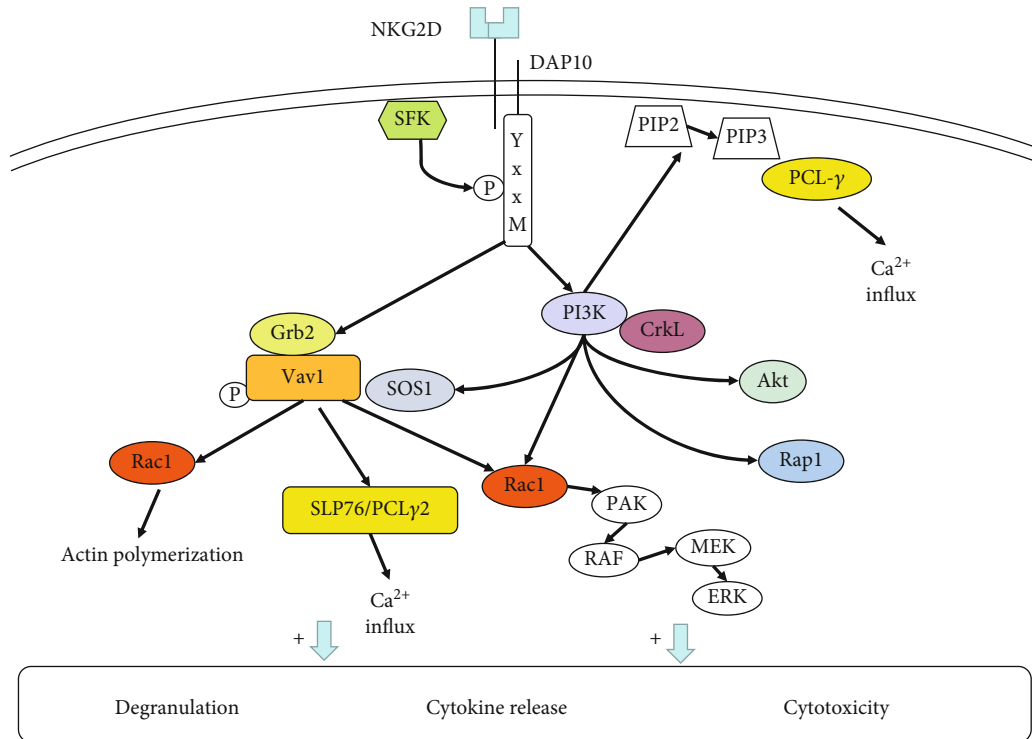 NKG2D
DAP10
SFK
P
Y
x
x
M
PIP2
PIP3
PCL-γ
Ca²⁺
influx
PI3K
CrkL
Grb2
Vav1
P
SOS1
Akt
Rac1
Rac1
Rap1
SLP76/PCLγ2
PAK
Actin polymerization
RAF
MEK
ERK
Ca²⁺
influx
+
+
Degranulation
Cytokine release
Cytotoxicity